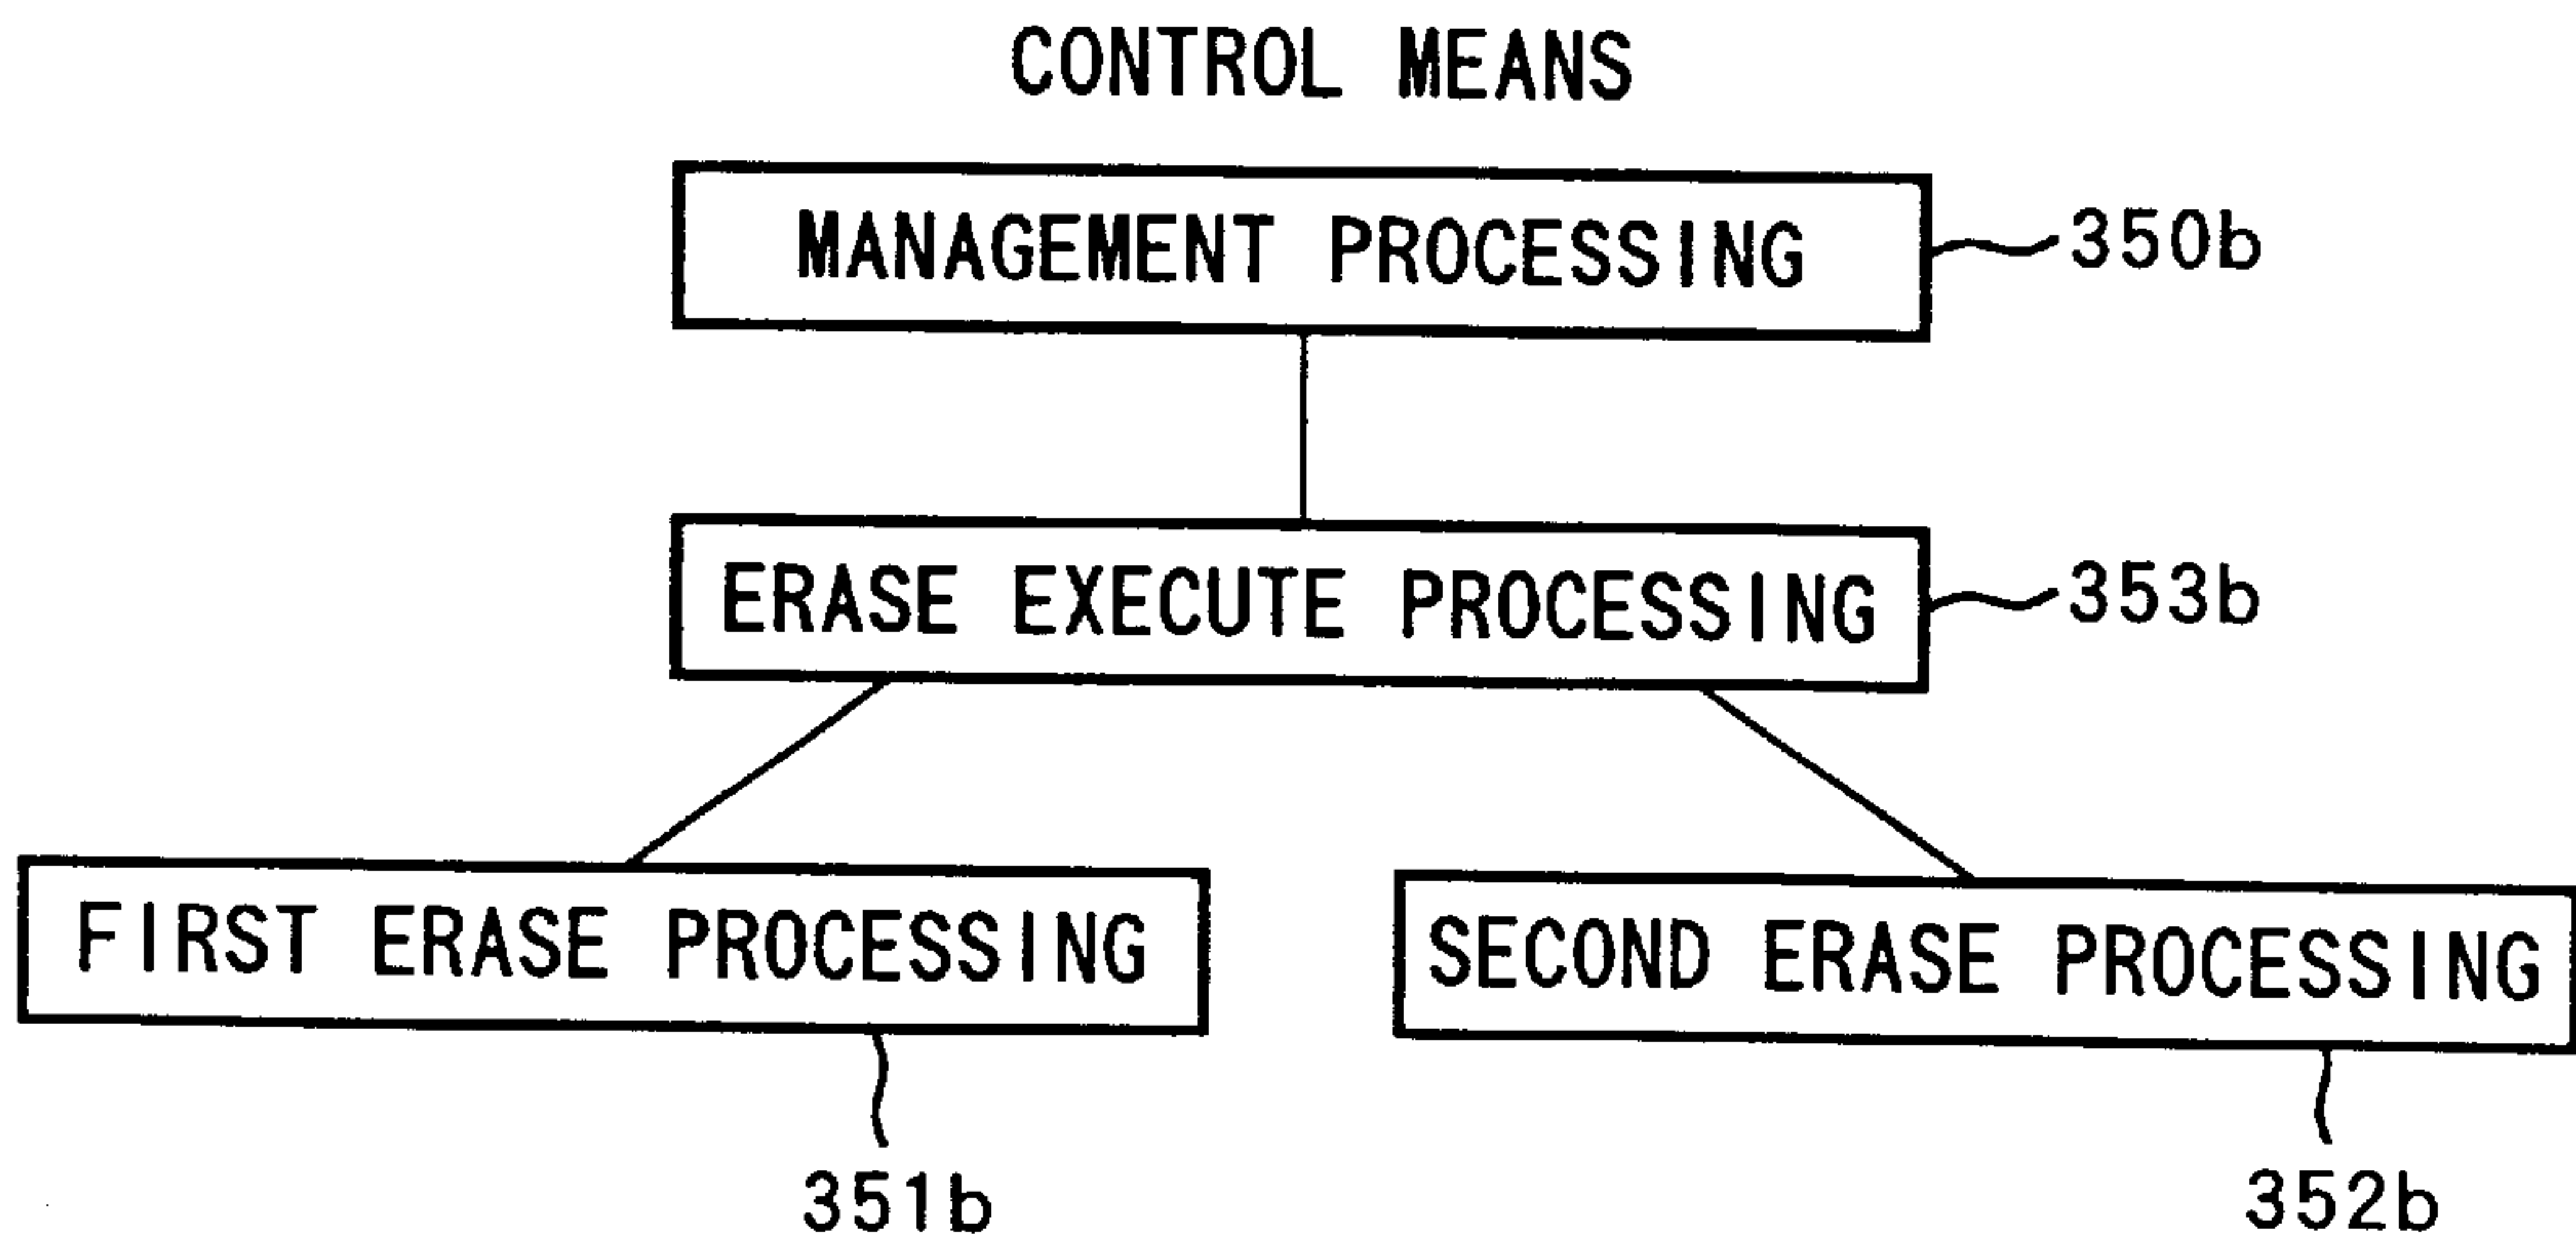 CONTROL MEANS
MANAGEMENT PROCESSING
350b
ERASE EXECUTE PROCESSING
353b
FIRST ERASE PROCESSING
SECOND ERASE PROCESSING
351b
352b